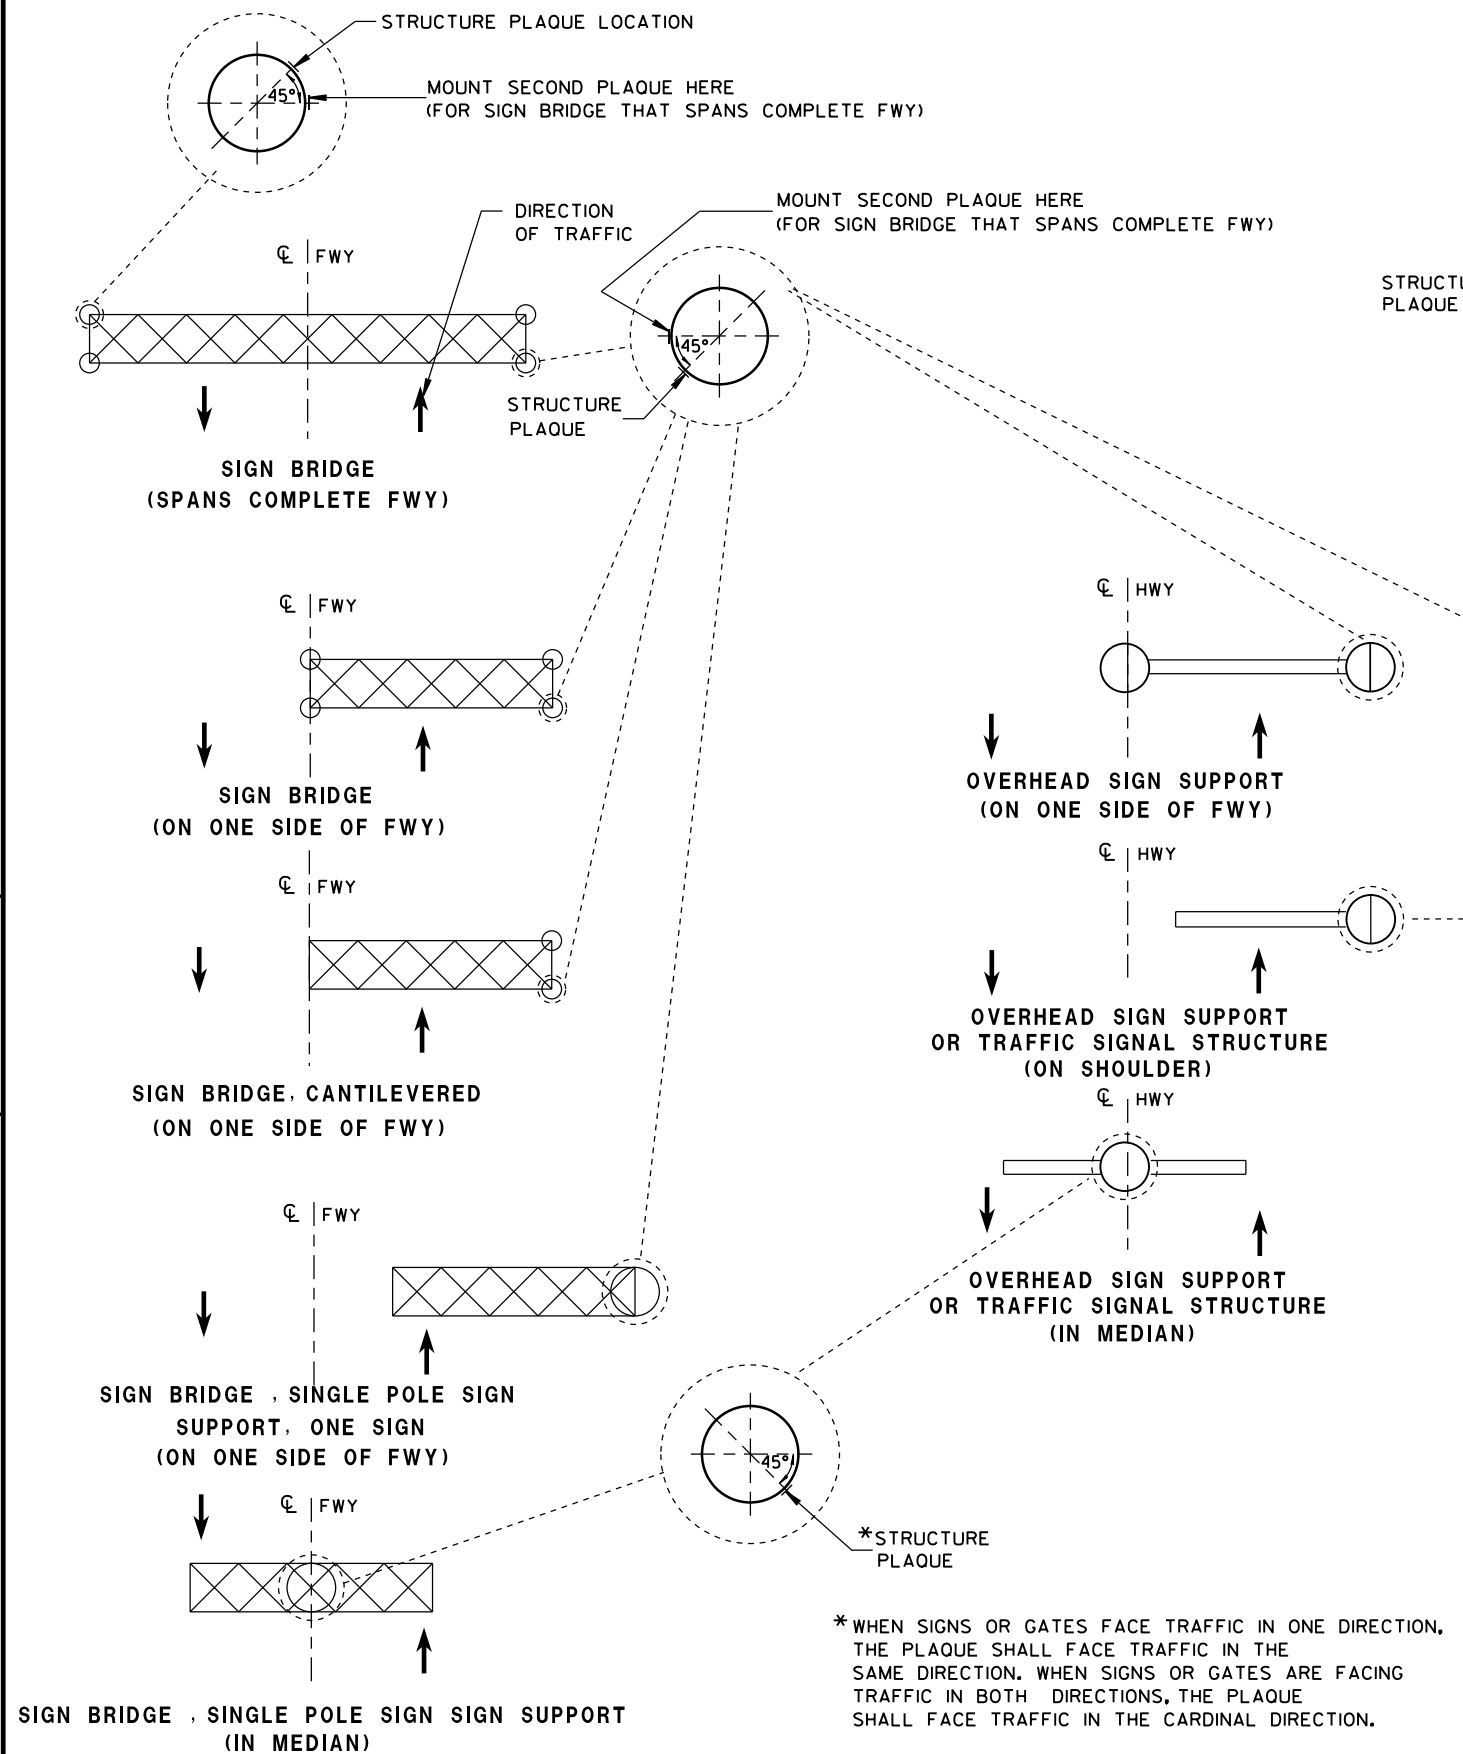 STRUCTURE PLAQUE LOCATION
MOUNT SECOND PLAQUE HERE
(FOR SIGN BRIDGE THAT SPANS COMPLETE FWY)
45°
DIRECTION
OF TRAFFIC
MOUNT SECOND PLAQUE HERE
(FOR SIGN BRIDGE THAT SPANS COMPLETE FWY)
℄ FWY
45°
STRUCTURE
PLAQUE
PLAQUE
SIGN BRIDGE
(SPANS COMPLETE FWY)
℄ FWY
SIGN BRIDGE
(ON ONE SIDE OF FWY)
℄ FWY
SIGN BRIDGE, CANTILEVERED
(ON ONE SIDE OF FWY)
℄ FWY
SIGN BRIDGE , SINGLE POLE SIGN
SUPPORT, ONE SIGN
(ON ONE SIDE OF FWY)
℄ FWY
SIGN BRIDGE , SINGLE POLE SIGN SIGN SUPPORT
(IN MEDIAN)
℄ HWY
OVERHEAD SIGN SUPPORT
(ON ONE SIDE OF FWY)
℄ HWY
OVERHEAD SIGN SUPPORT
OR TRAFFIC SIGNAL STRUCTURE
(ON SHOULDER)
℄ HWY
OVERHEAD SIGN SUPPORT
OR TRAFFIC SIGNAL STRUCTURE
(IN MEDIAN)
45°
*STRUCTURE
PLAQUE
* WHEN SIGNS OR GATES FACE TRAFFIC IN ONE DIRECTION,
THE PLAQUE SHALL FACE TRAFFIC IN THE
SAME DIRECTION. WHEN SIGNS OR GATES ARE FACING
TRAFFIC IN BOTH DIRECTIONS, THE PLAQUE
SHALL FACE TRAFFIC IN THE CARDINAL DIRECTION.